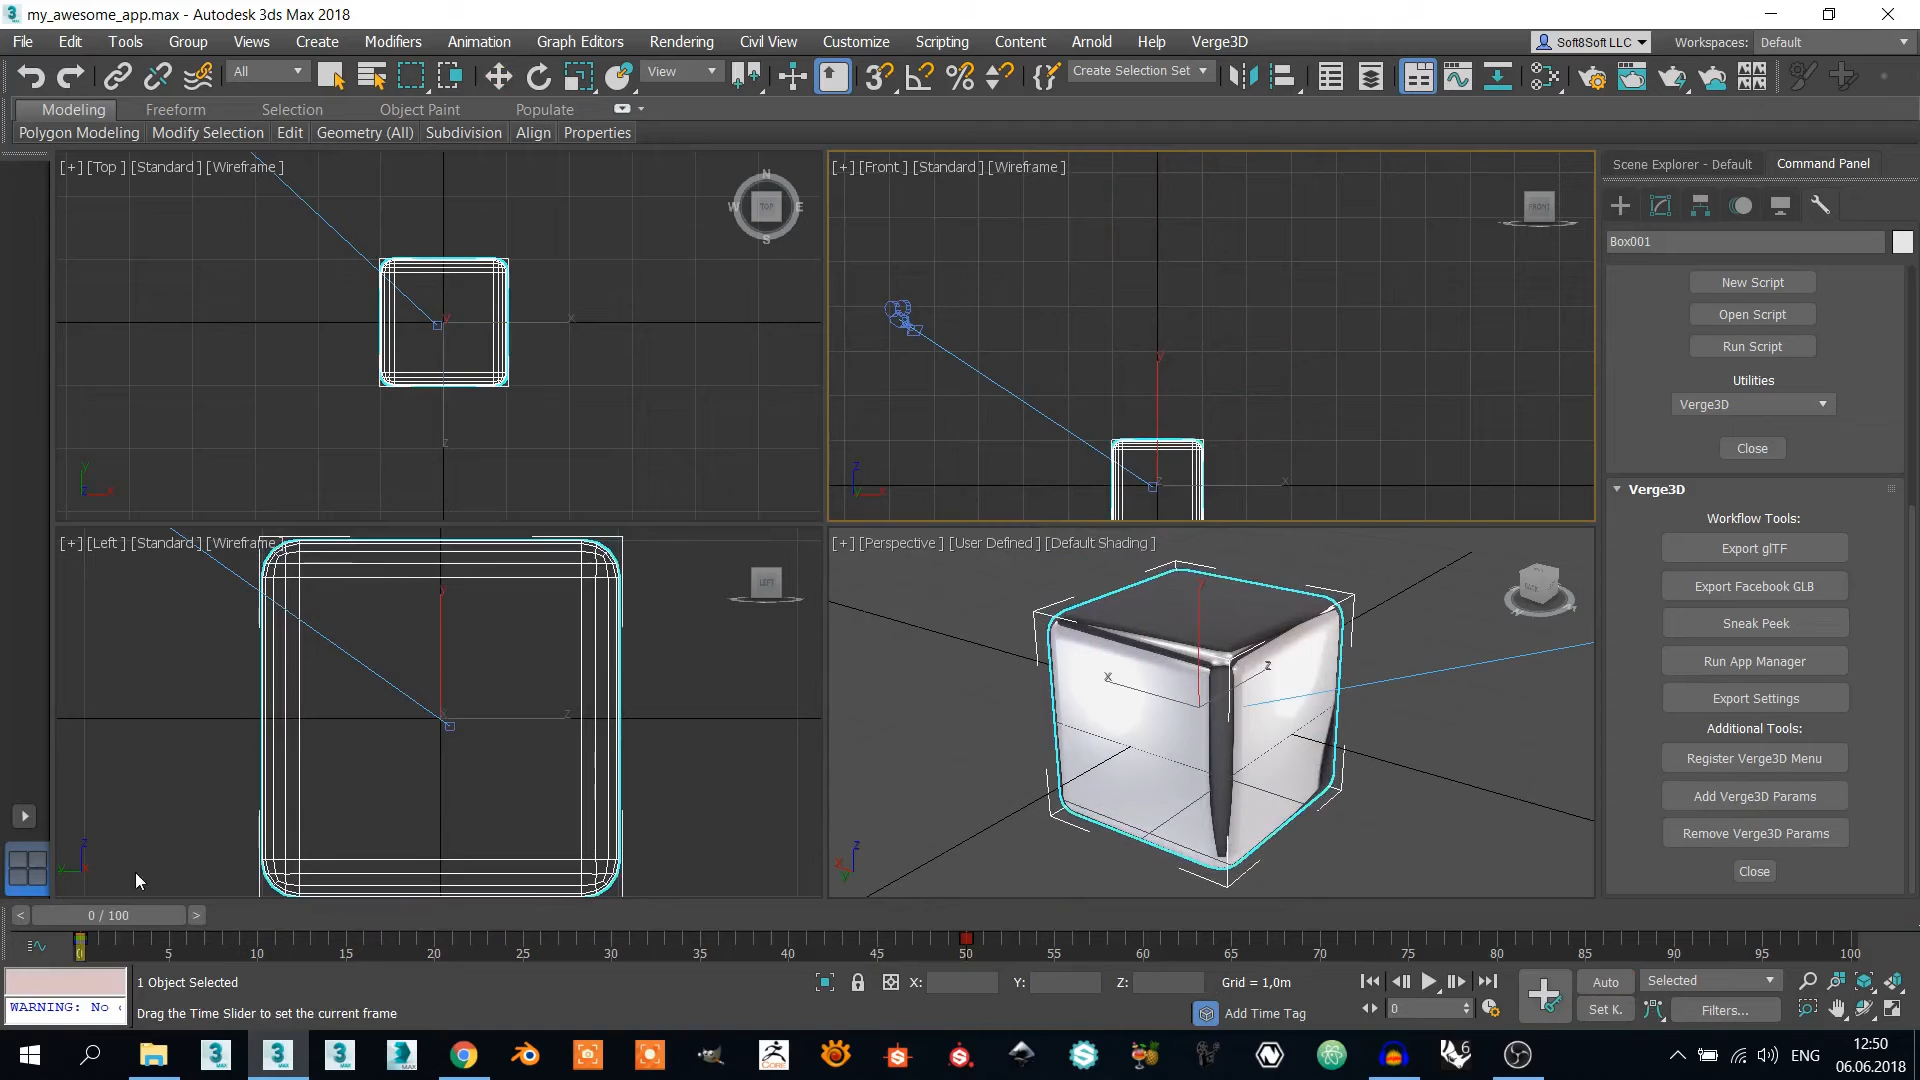 my_awesome_app.max - Autodesk 3ds Max 2018
File Edit Tools Group Views Create Modifiers Animation Graph Editors Rendering Civil View Customize Scripting Content Arnold Help Verge3D
Soft8Soft LLC Workspaces: Default
All View Create Selection Set
Modeling Freeform Selection Object Paint Populate
Polygon Modeling Modify Selection Edit Geometry (All) Subdivision Align Properties
[+] [Top ] [Standard ] [Wireframe ]
N
W TOP E
S
y
x
z
y
z x
[+] [Front ] [Standard ] [Wireframe ]
FRONT
y
z x
z
y x
[+] [Left ] [Standard ] [Wireframe ]
LEFT
y
x z
z
y x
[+] [Perspective ] [User Defined ] [Default Shading ]
BACK
y
x z
z
x
y
Scene Explorer - Default Command Panel
Box001
New Script
Open Script
Run Script
Utilities
Verge3D
Close
Verge3D
Workflow Tools:
Export glTF
Export Facebook GLB
Sneak Peek
Run App Manager
Export Settings
Additional Tools:
Register Verge3D Menu
Add Verge3D Params
Remove Verge3D Params
Close
< 0 / 100 >
0 5 10 15 20 25 30 35 40 45 50 55 60 65 70 75 80 85 90 95 100
1 Object Selected X: Y: Z: Grid = 1,0m Auto Selected
WARNING: No
Drag the Time Slider to set the current frame Add Time Tag 0 Set K. Filters...
ENG 12:50
06.06.2018